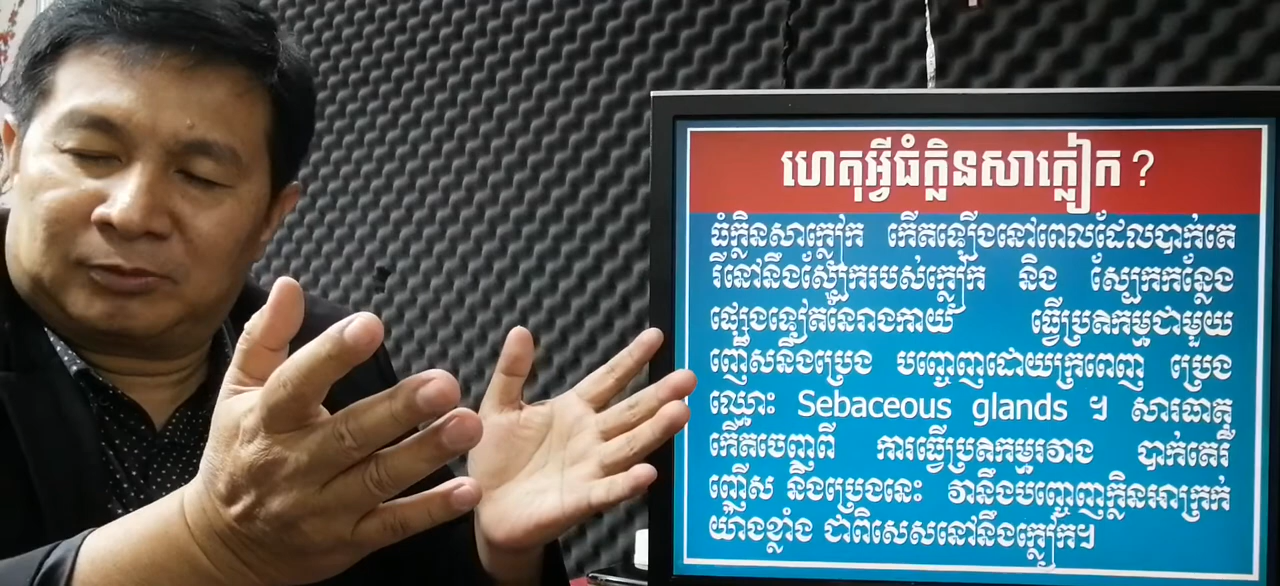 ហេតុអ្វីធំក្លិនសាក្លៀក?
ធំក្លិនសាក្លៀក កើតឡើងនៅពេលដែលបាក់តេ
រីនៅនឹងស្បែករបស់ក្លៀក និង ស្បែកកន្លែង
ផ្សេងទៀតនៃរាងកាយ ធ្វើប្រតិកម្មជាមួយ
ញើសនឹងប្រេង បញ្ចេញដោយក្រពេញ ប្រេង
ឈ្មោះ Sebaceous glands ។ សារធាតុ
កើតចេញពី ការធ្វើប្រតិកម្មរវាង បាក់តេរី
ញើស និងប្រេងនេះ វានឹងបញ្ចេញក្លិនអាក្រក់
យ៉ាងខ្លាំង ជាពិសេសនៅនឹងក្លៀក។